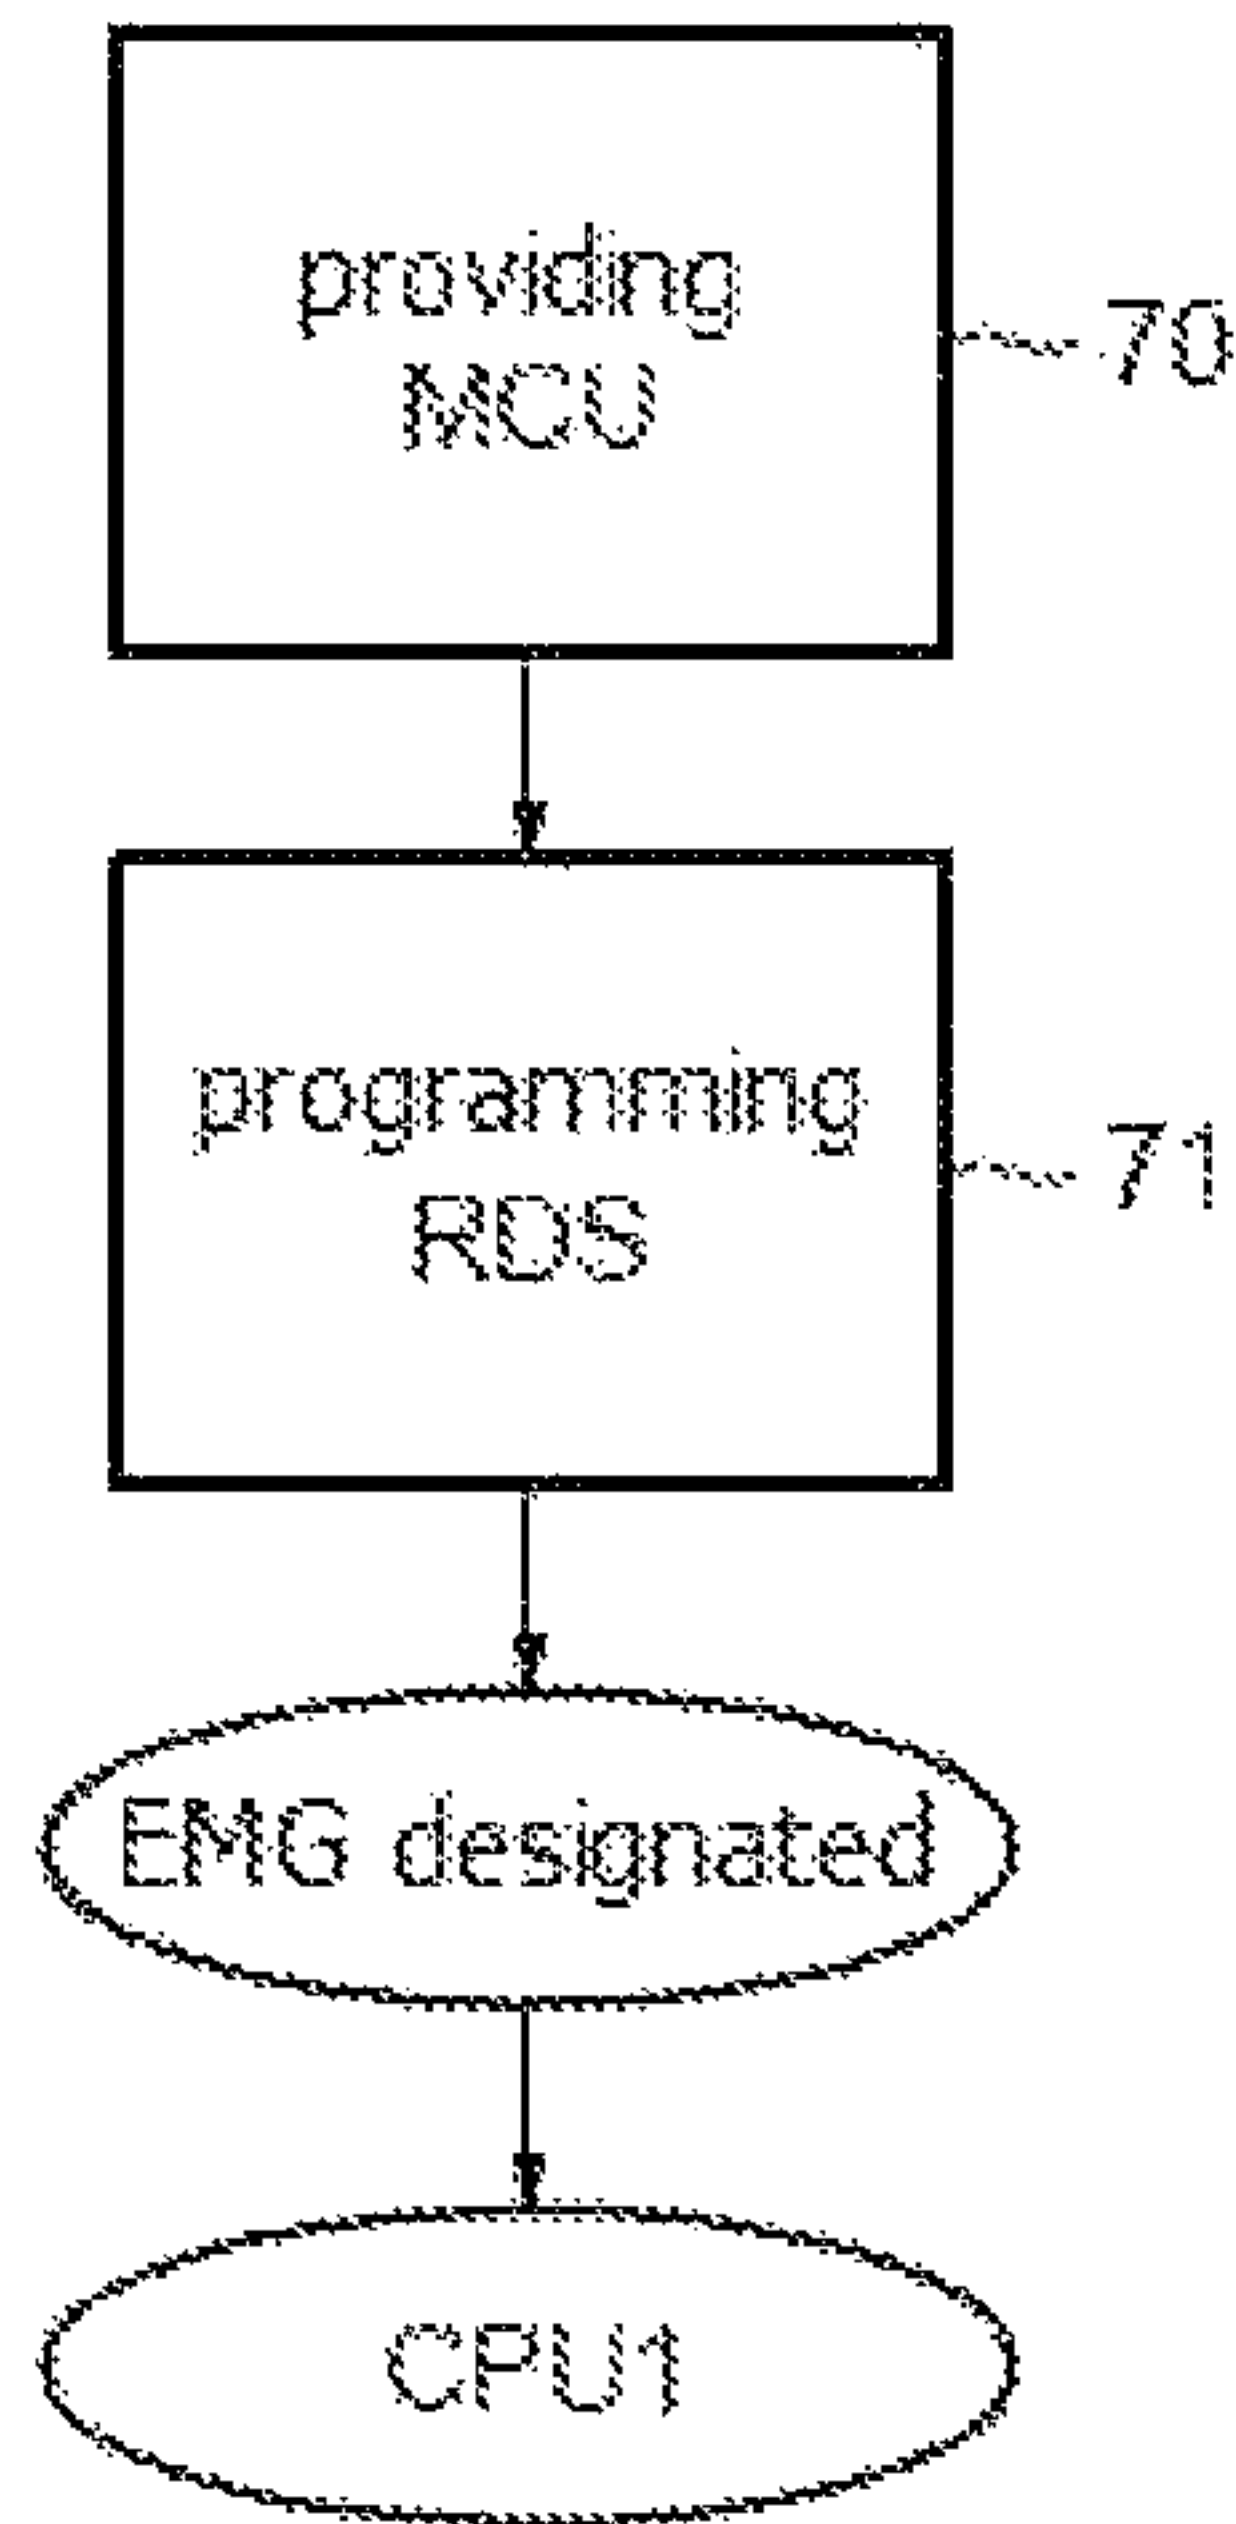 providing
MCU
70
programming
RDS
71
EMG designated
CPU1